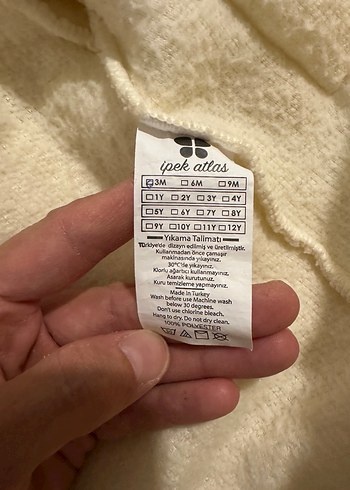 ipek atlas
☑3M ☐6M ☐9M
☐1Y ☐2Y ☐3Y ☐4Y
☐5Y ☐6Y ☐7Y ☐8Y
☐9Y ☐10Y ☐11Y ☐12Y
Yıkama Talimatı
Türkiye'de dizayn edilmiş ve üretilmiştir.
Kullanmadan önce çamaşır
makinasında yıkayınız.
30°C'de yıkayınız.
Klorlu ağartıcı kullanmayınız.
Asarak kurutunuz.
Kuru temizleme yapmayınız.
Made in Turkey
Wash before use Machine wash
below 30 degrees.
Don't use chlorine bleach.
Hang to dry. Do not dry clean.
100% POLYESTER